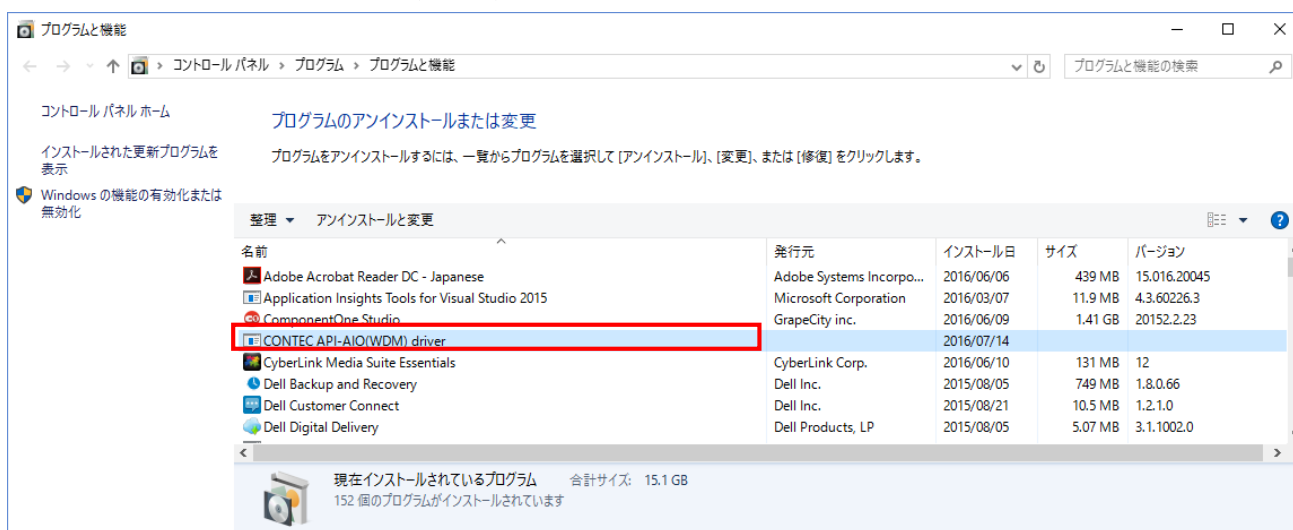 プログラムと機能
コントロール パネル › プログラム › プログラムと機能
プログラムと機能の検索
コントロール パネル ホーム
インストールされた更新プログラムを
表示
Windows の機能の有効化または
無効化
プログラムのアンインストールまたは変更
プログラムをアンインストールするには、一覧からプログラムを選択して [アンインストール]、[変更]、または [修復] をクリックします。
整理 アンインストールと変更
名前 発行元 インストール日 サイズ バージョン
Adobe Acrobat Reader DC - Japanese Adobe Systems Incorpo... 2016/06/06 439 MB 15.016.20045
Application Insights Tools for Visual Studio 2015 Microsoft Corporation 2016/03/07 11.9 MB 4.3.60226.3
ComponentOne Studio GrapeCity inc. 2016/06/09 1.41 GB 20152.2.23
CONTEC API-AIO(WDM) driver 2016/07/14
CyberLink Media Suite Essentials CyberLink Corp. 2016/06/10 131 MB 12
Dell Backup and Recovery Dell Inc. 2015/08/05 749 MB 1.8.0.66
Dell Customer Connect Dell Inc. 2015/08/21 10.5 MB 1.2.1.0
Dell Digital Delivery Dell Products, LP 2015/08/05 5.07 MB 3.1.1002.0
現在インストールされているプログラム 合計サイズ: 15.1 GB
152 個のプログラムがインストールされています